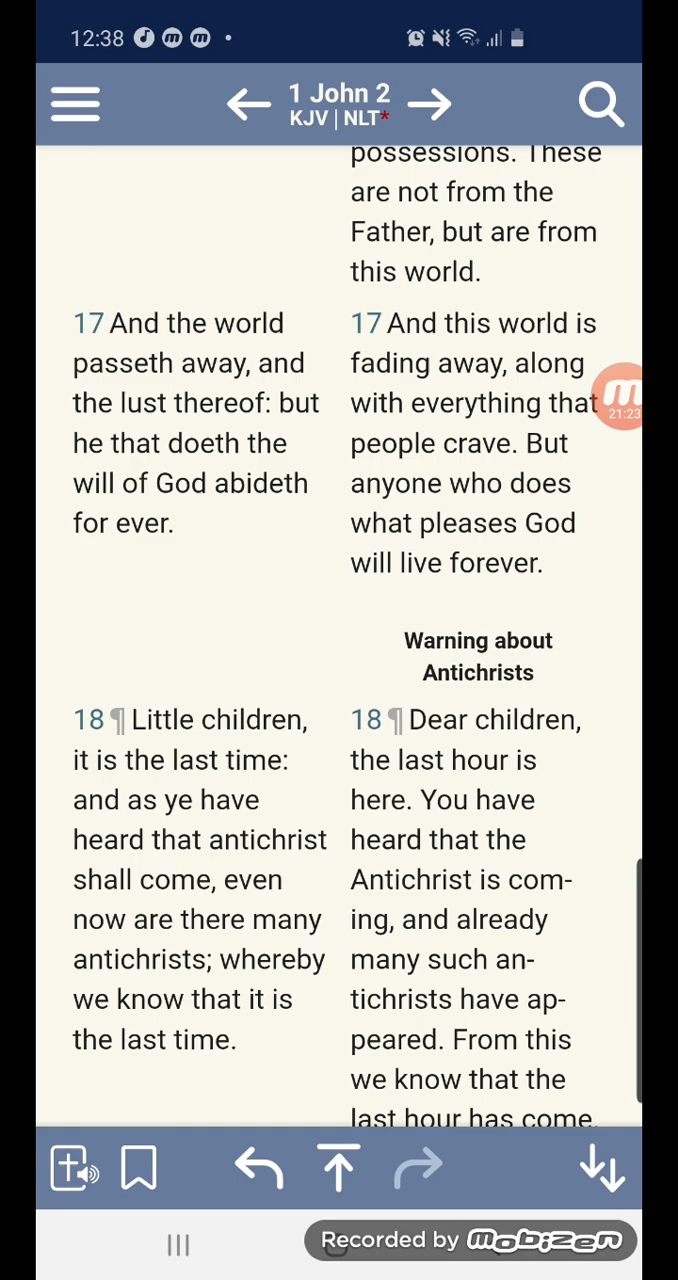 12:38
1 John 2
KJV | NLT*
possessions. These
are not from the
Father, but are from
this world.
17 And the world
passeth away, and
the lust thereof: but
he that doeth the
will of God abideth
for ever.
17 And this world is
fading away, along
with everything that
people crave. But
anyone who does
what pleases God
will live forever.
m
21:23
Warning about
Antichrists
18 ¶ Little children,
it is the last time:
and as ye have
heard that antichrist
shall come, even
now are there many
antichrists; whereby
we know that it is
the last time.
18 ¶ Dear children,
the last hour is
here. You have
heard that the
Antichrist is com-
ing, and already
many such an-
tichrists have ap-
peared. From this
we know that the
last hour has come.
Recorded by mobizen